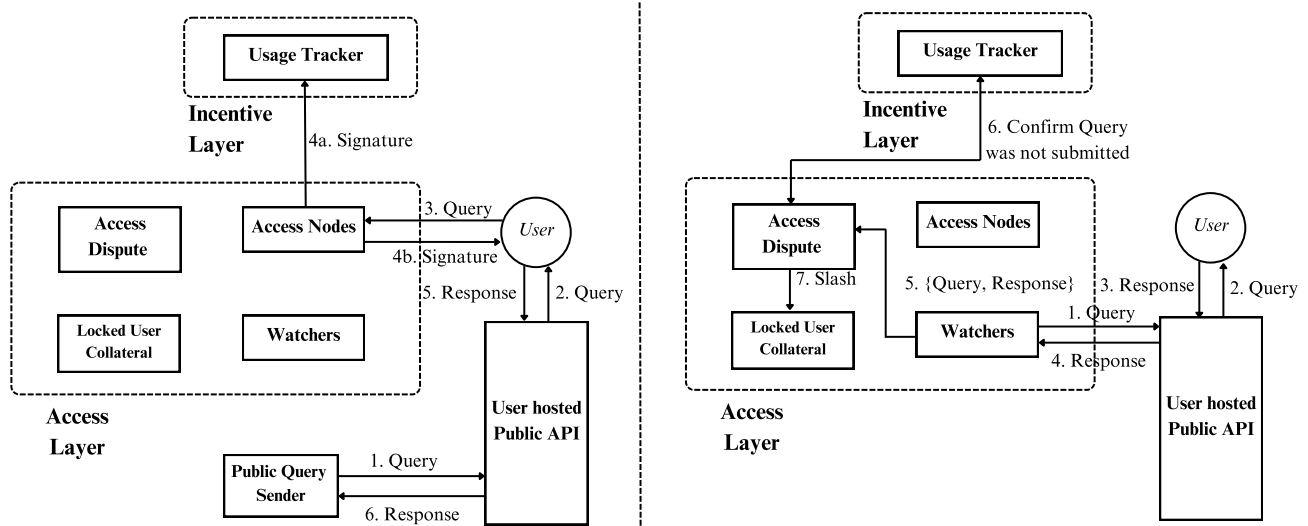 Usage Tracker
Incentive
Layer
4a. Signature
Access
Dispute
Access Nodes
3. Query
4b. Signature
User
5. Response
2. Query
Locked User
Collateral
Watchers
Access
Layer
User hosted
Public API
Public Query
Sender
1. Query
6. Response
Usage Tracker
Incentive
Layer
6. Confirm Query
was not submitted
Access
Dispute
Access Nodes
User
7. Slash
5. {Query, Response}
3. Response
2. Query
1. Query
Locked User
Collateral
Watchers
4. Response
Access
Layer
User hosted
Public API